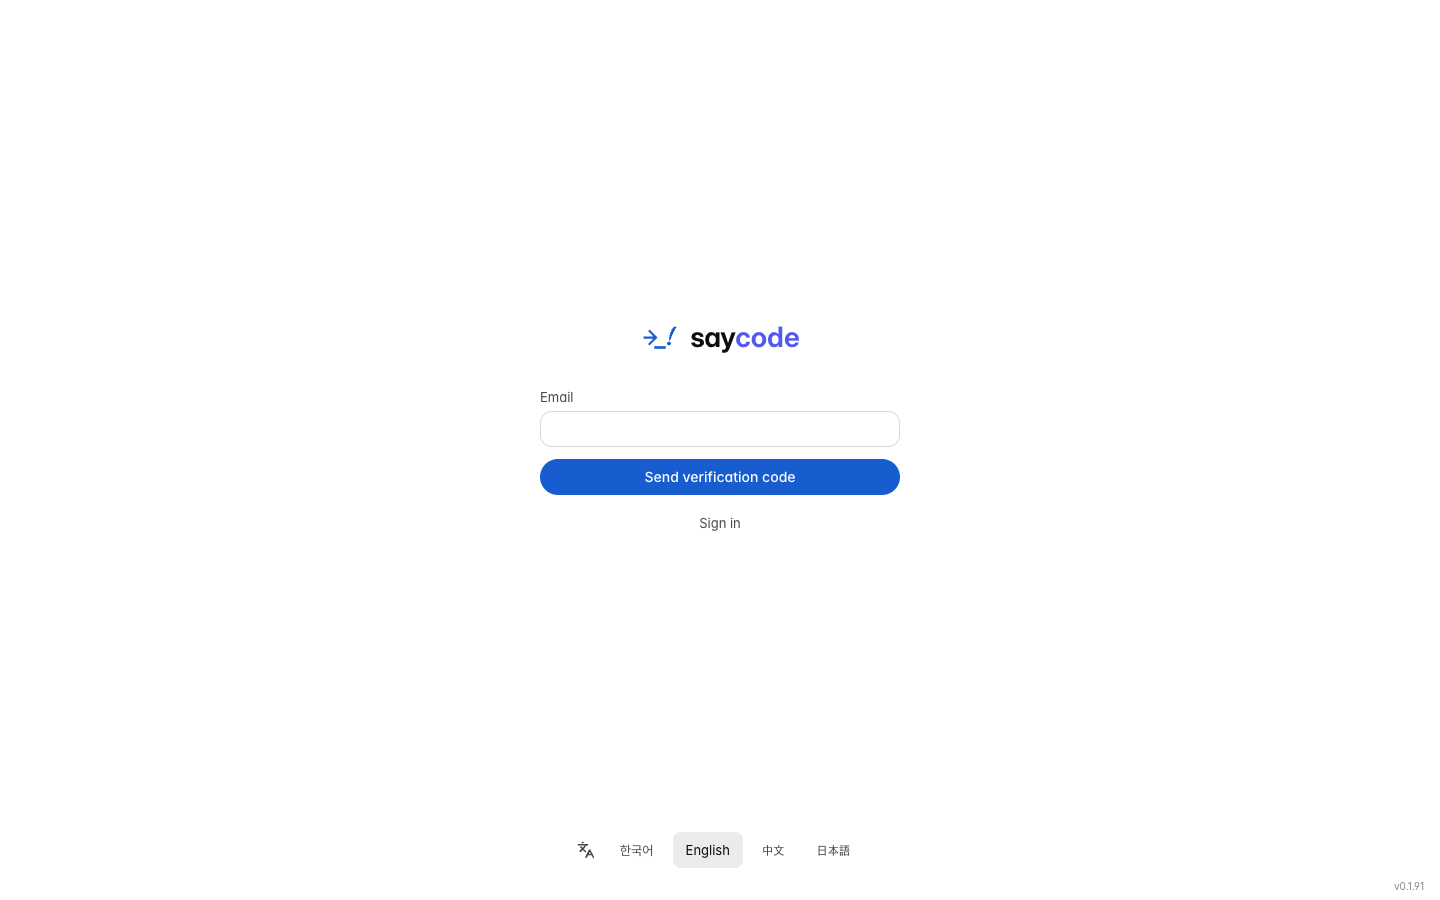 saycode
Email
Send verification code
Sign in
한국어 English 中文 日本語
v0.1.91